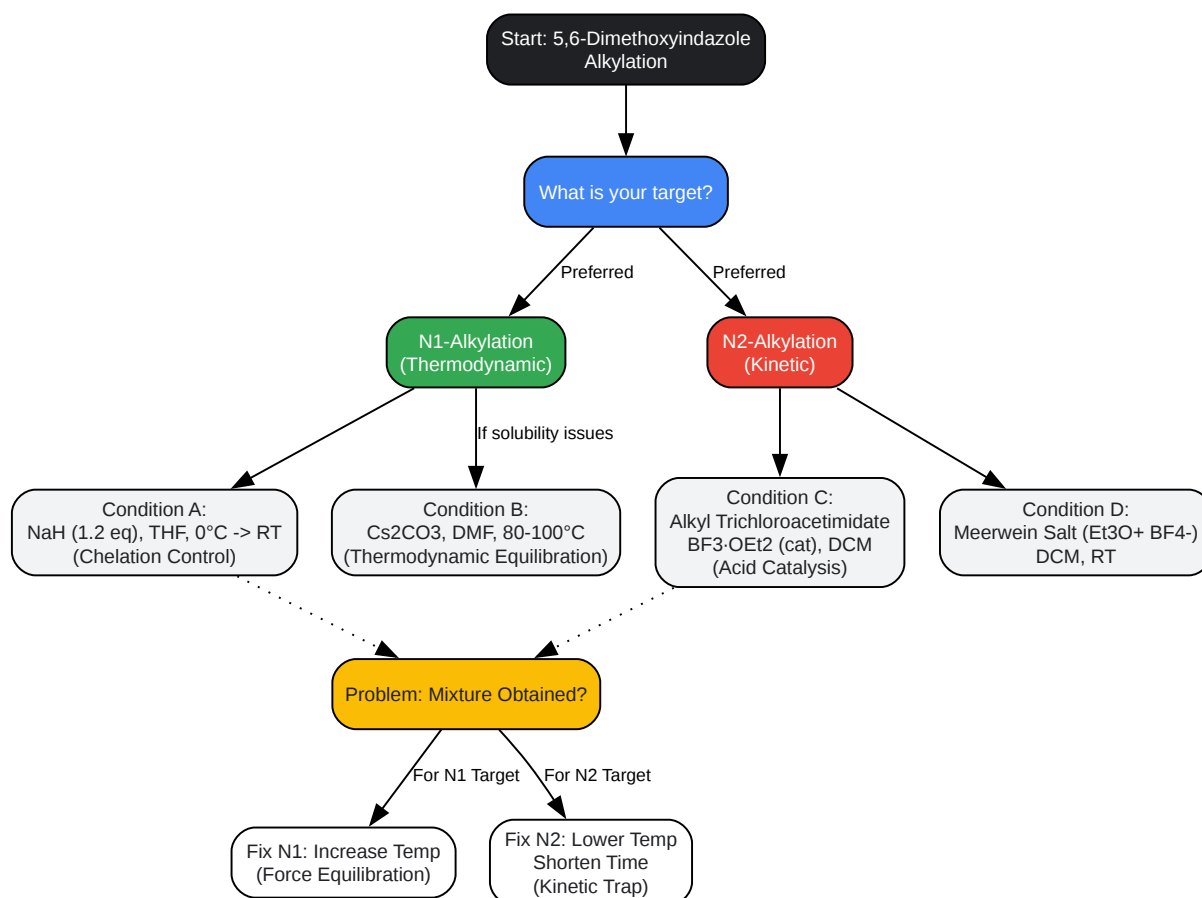 Start: 5,6-Dimethoxyindazole
Alkylation
What is your target?
Preferred
Preferred
N1-Alkylation
(Thermodynamic)
N2-Alkylation
(Kinetic)
If solubility issues
Condition A:
NaH (1.2 eq), THF, 0°C -> RT
(Chelation Control)
Condition B:
Cs2CO3, DMF, 80-100°C
(Thermodynamic Equilibration)
Condition C:
Alkyl Trichloroacetimidate
BF3·OEt2 (cat), DCM
(Acid Catalysis)
Condition D:
Meerwein Salt (Et3O+ BF4-)
DCM, RT
Problem: Mixture Obtained?
For N1 Target
For N2 Target
Fix N1: Increase Temp
(Force Equilibration)
Fix N2: Lower Temp
Shorten Time
(Kinetic Trap)